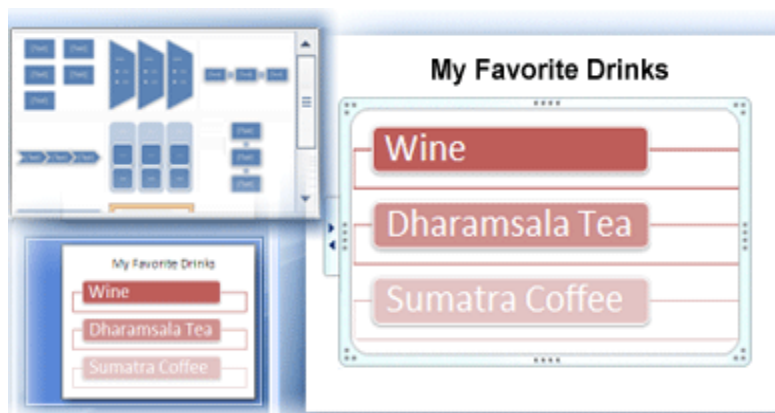 My Favorite Drinks
Wine
Dharamsala Tea
Sumatra Coffee
My Favorite Drinks
Wine
Dharamsala Tea
Sumatra Coffee